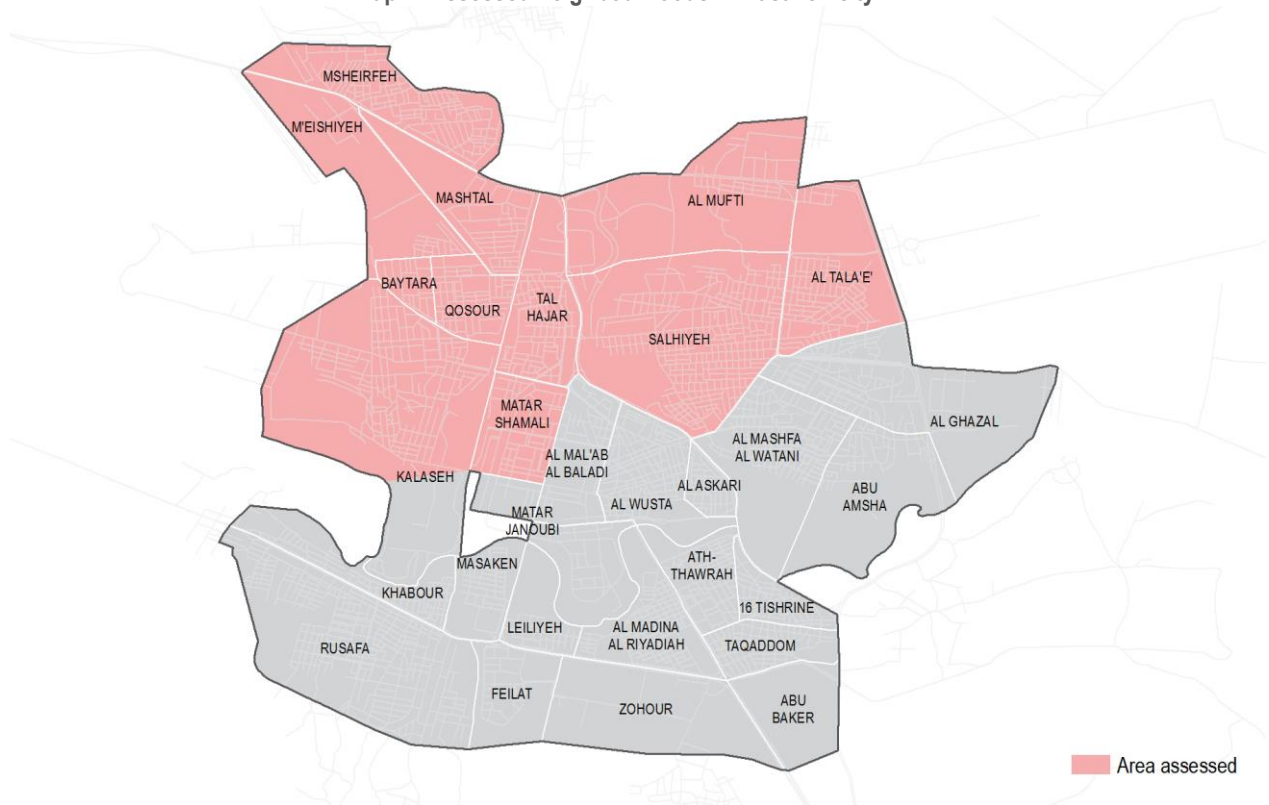 MSHEIRFEH
M'EISHIYEH
MASHTAL
AL MUFTI
BAYTARA
QOSOUR
TAL
HAJAR
AL TALA'E'
SALHIYEH
MATAR
SHAMALI
AL GHAZAL
AL MAL'AB
AL BALADI
AL MASHFA
AL WATANI
KALASEH
AL ASKARI
ABU
AMSHA
AL WUSTA
MATAR
JANOUBI
MASAKEN
ATH-
THAWRAH
KHABOUR
16 TISHRINE
LEILIYEH
AL MADINA
AL RIYADIAH
TAQADDOM
RUSAFA
FEILAT
ZOHOUR
ABU
BAKER
Area assessed